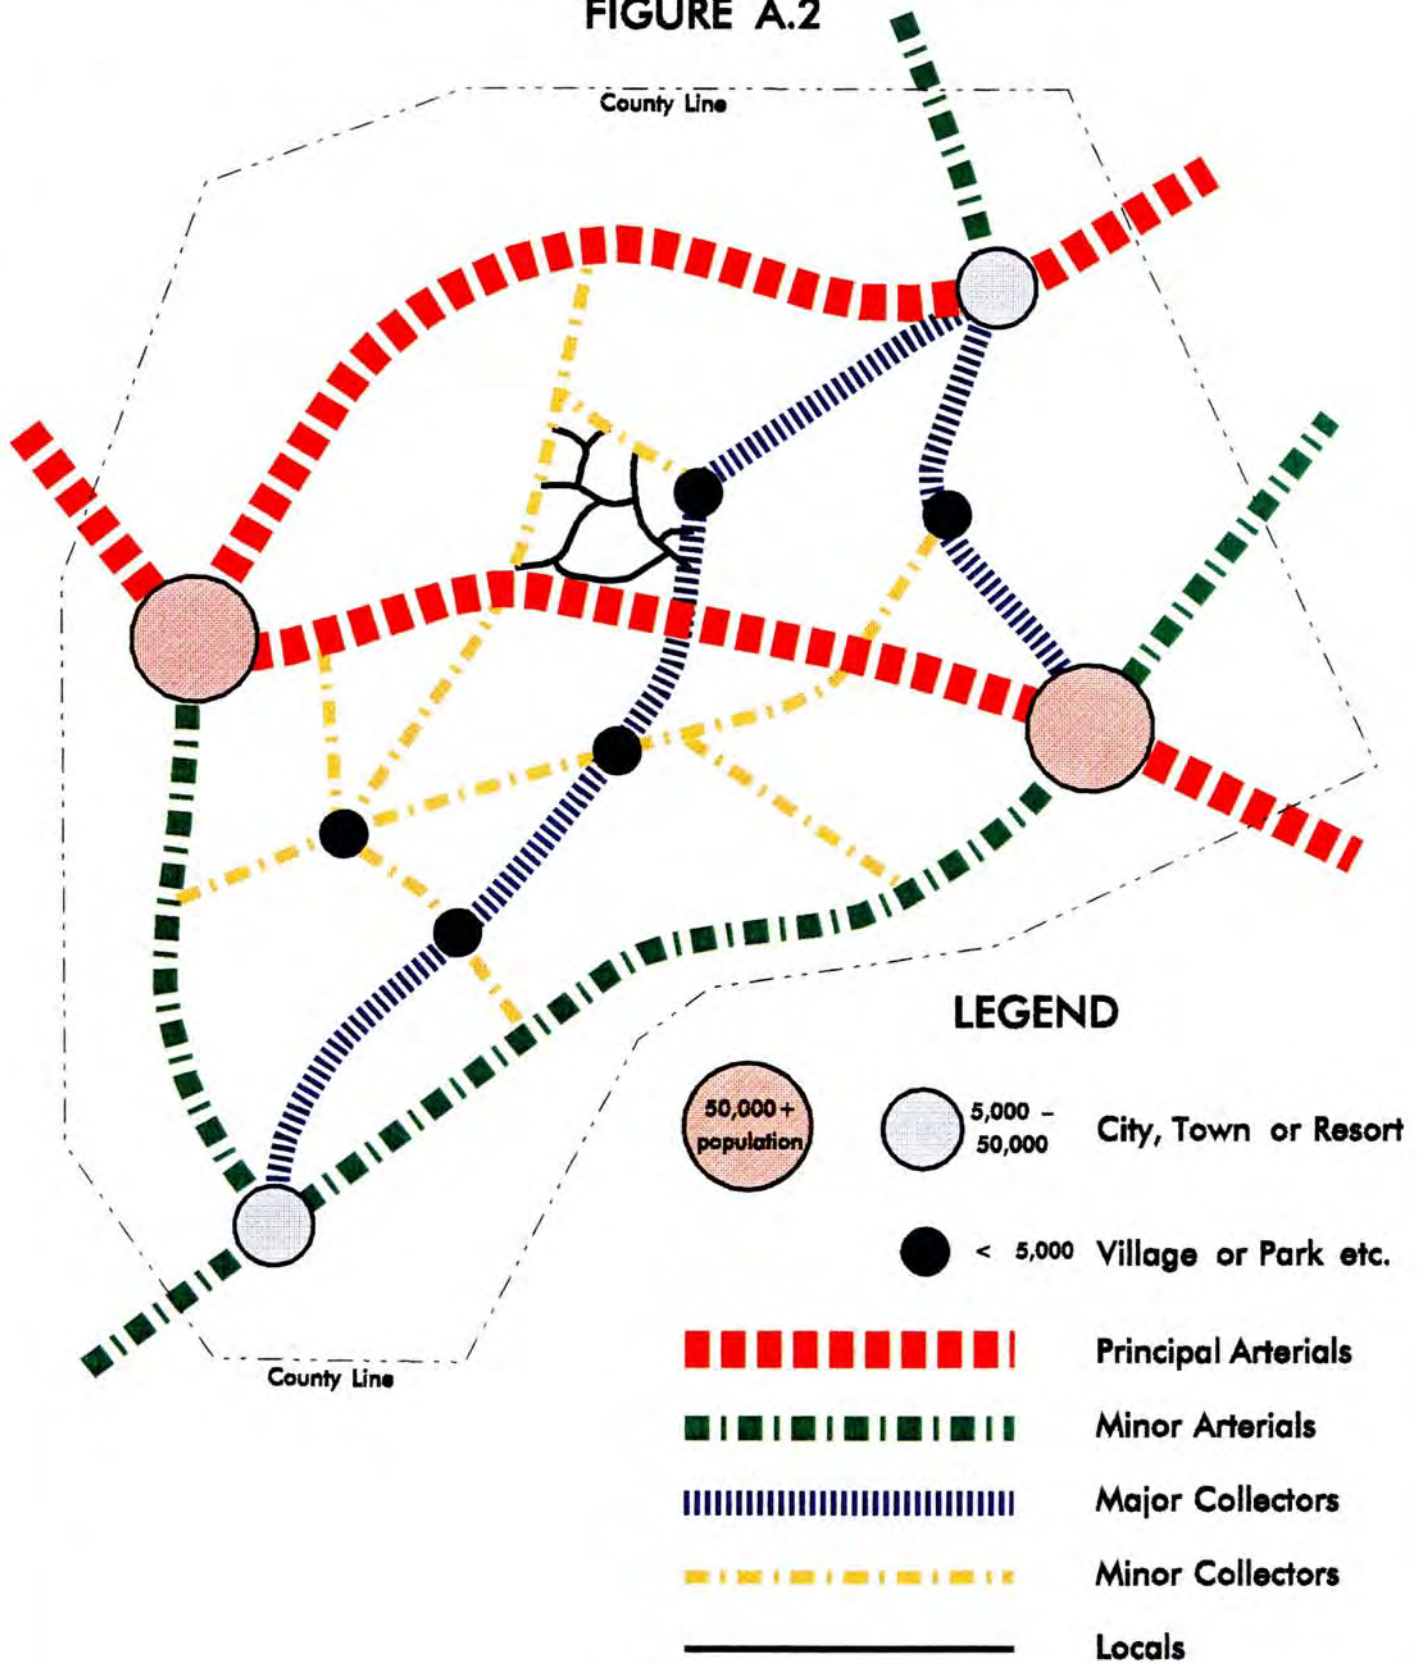 FIGURE A.2
County Line
LEGEND
50,000+
population
5,000 –
50,000
City, Town or Resort
< 5,000
Village or Park etc.
Principal Arterials
Minor Arterials
County Line
Major Collectors
Minor Collectors
Locals